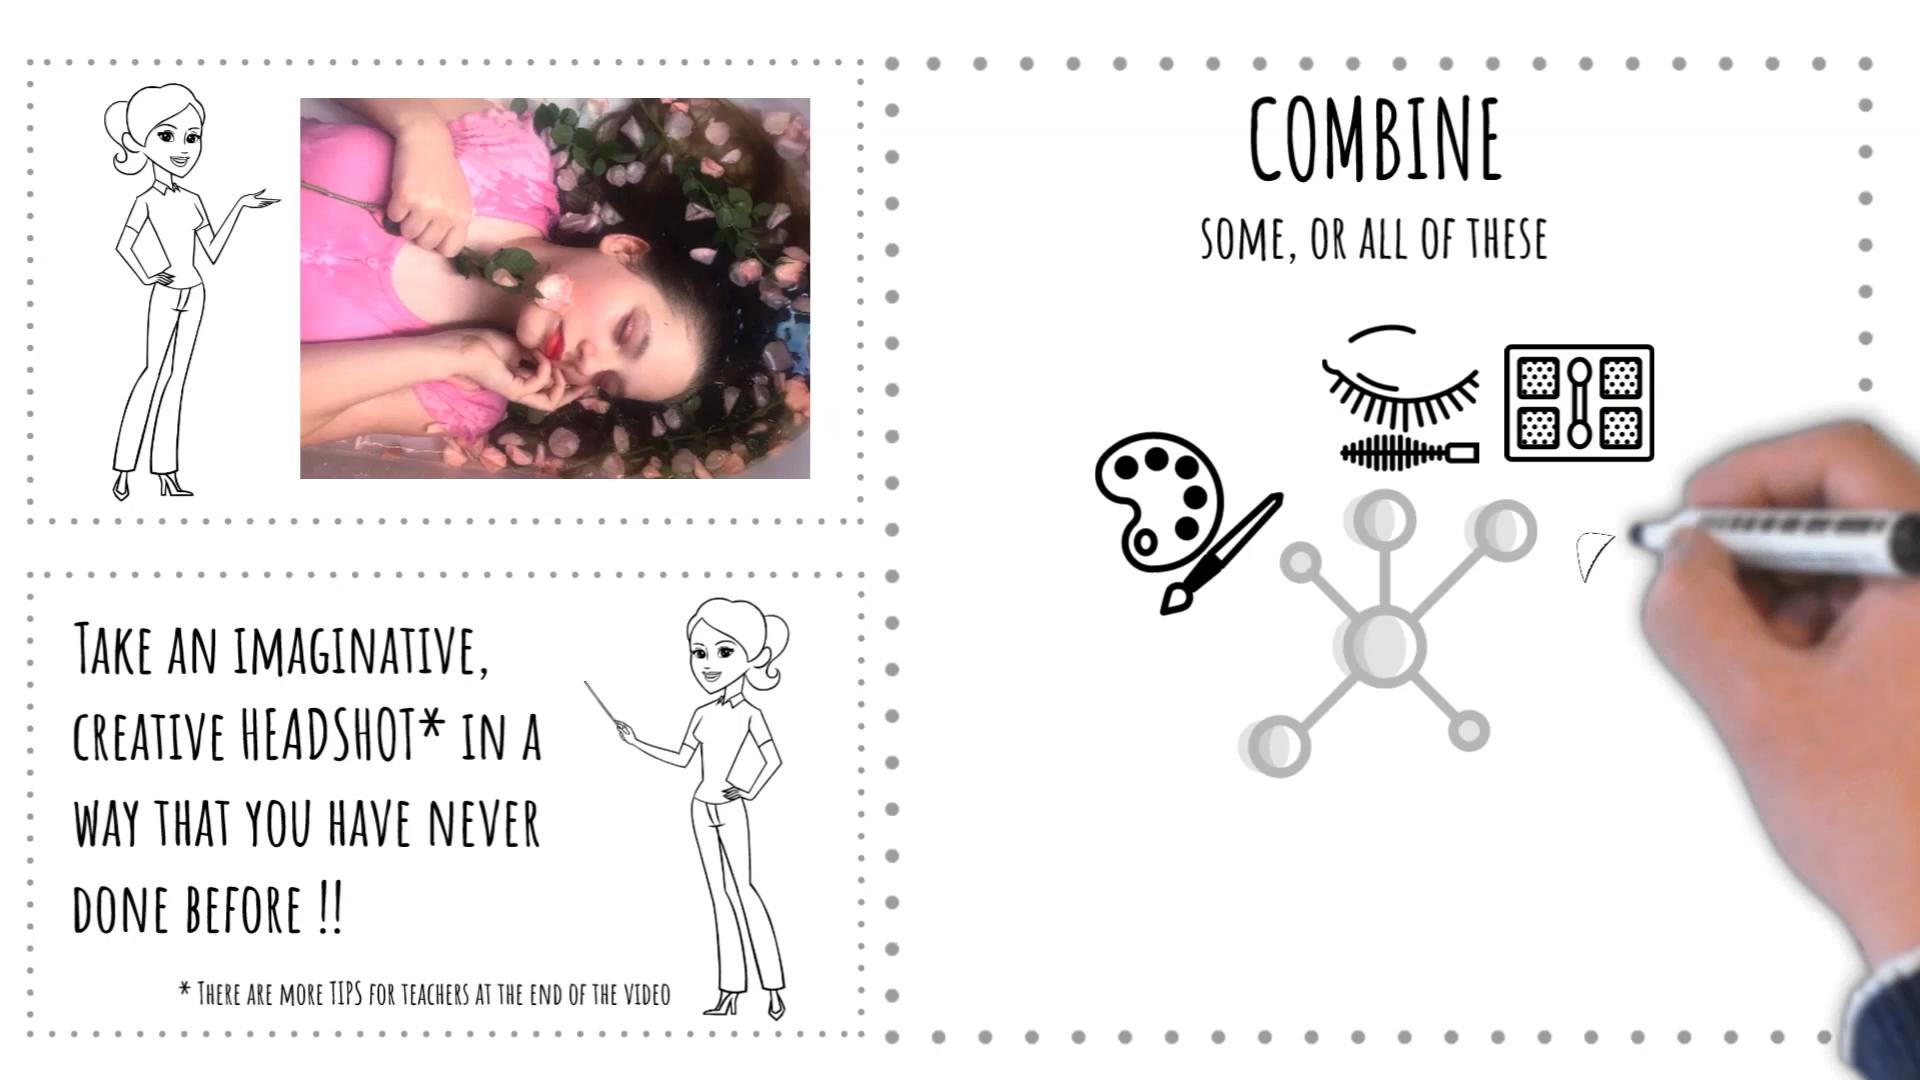 COMBINE
SOME, OR ALL OF THESE
TAKE AN IMAGINATIVE,
CREATIVE HEADSHOT* IN A
WAY THAT YOU HAVE NEVER
DONE BEFORE !!
* THERE ARE MORE TIPS FOR TEACHERS AT THE END OF THE VIDEO